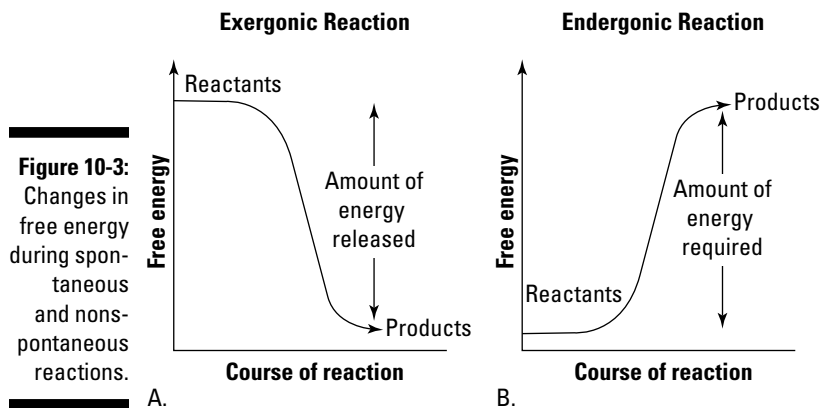 Figure 10-3:
Changes in
free energy
during spon-
taneous
and nons-
pontaneous
reactions.
Exergonic Reaction
Free energy
Reactants
Amount of
energy
released
Products
Course of reaction
A.
Endergonic Reaction
Free energy
Reactants
Products
Amount of
energy
required
Course of reaction
B.